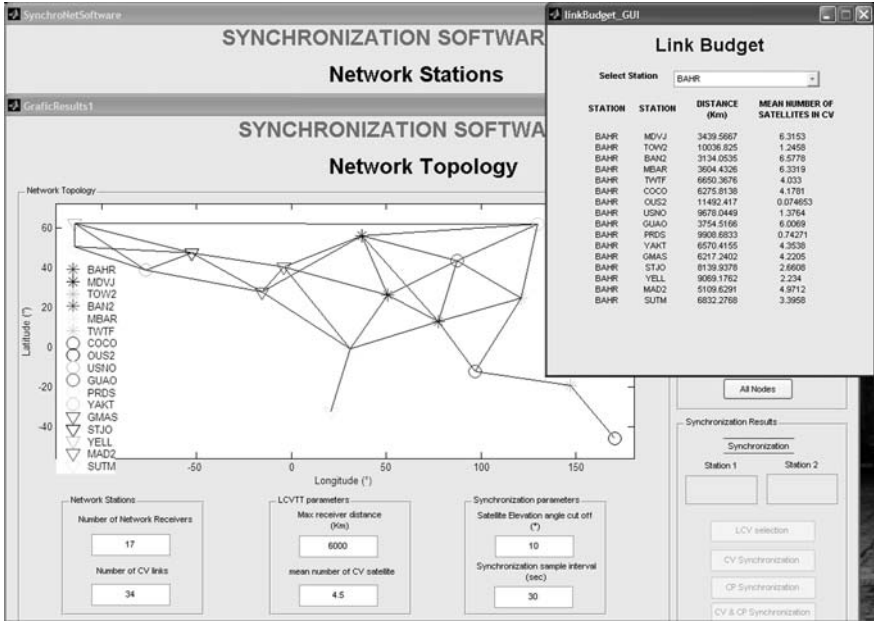 SynchroNetSoftware
SYNCHRONIZATION SOFTWAR
Network Stations
GraficResults1
SYNCHRONIZATION SOFTWA
Network Topology
Network Topology
60
40
20
0
-20
-40
Latitude (°)
-50
0
50
100
150
Longitude (°)
BAHR
MDVJ
TOW2
BAN2
MBAR
TWTF
COCO
OUS2
USNO
GUAO
PRDS
YAKT
GMAS
STJO
YELL
MAD2
SUTM
Network Stations
Number of Network Receivers
17
Number of CV links
34
LCVTT parameters
Max receiver distance
(Km)
6000
mean number of CV satellite
4.5
Synchronization parameters
Satellite Elevation angle cut off
(°)
10
Synchronization sample interval
(sec)
30
linkBudget_GUI
Link Budget
Select Station BAHR
STATION STATION DISTANCE (Km) MEAN NUMBER OF SATELLITES IN CV
BAHR MDVJ 3439.5667 6.3153
BAHR TOW2 10036.825 1.2458
BAHR BAN2 3134.0535 6.5778
BAHR MBAR 3604.4326 6.3319
BAHR TWTF 6650.3676 4.033
BAHR COCO 6275.8138 4.1781
BAHR OUS2 11492.417 0.074653
BAHR USNO 9678.0449 1.3764
BAHR GUAO 3754.5166 6.0069
BAHR PRDS 9908.6833 0.74271
BAHR YAKT 6570.4155 4.3538
BAHR GMAS 6217.2402 4.2205
BAHR STJO 8139.9378 2.6608
BAHR YELL 9069.1762 2.234
BAHR MAD2 5109.6291 4.9712
BAHR SUTM 6832.2768 3.3958
All Nodes
Synchronization Results
Synchronization
Station 1 Station 2
LCV selection
CV Synchronization
CP Synchronization
CV & CP Synchronization